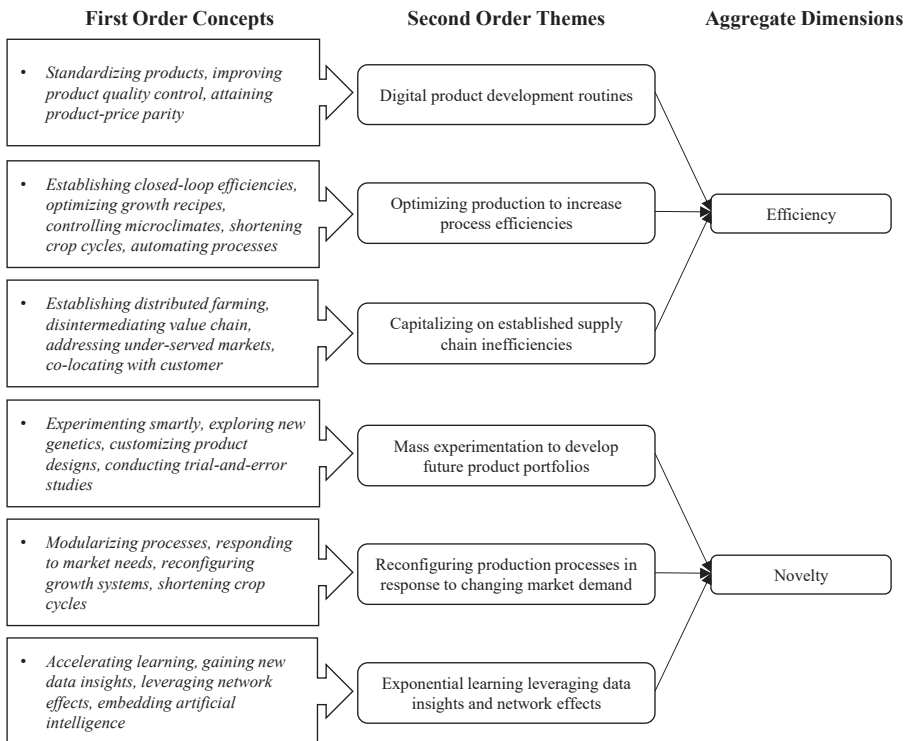 First Order Concepts
Second Order Themes
Aggregate Dimensions
• Standardizing products, improving
product quality control, attaining
product-price parity
Digital product development routines
• Establishing closed-loop efficiencies,
optimizing growth recipes,
controlling microclimates, shortening
crop cycles, automating processes
Optimizing production to increase
process efficiencies
Efficiency
• Establishing distributed farming,
disintermediating value chain,
addressing under-served markets,
co-locating with customer
Capitalizing on established supply
chain inefficiencies
• Experimenting smartly, exploring new
genetics, customizing product
designs, conducting trial-and-error
studies
Mass experimentation to develop
future product portfolios
• Modularizing processes, responding
to market needs, reconfiguring
growth systems, shortening crop
cycles
Reconfiguring production processes in
response to changing market demand
Novelty
• Accelerating learning, gaining new
data insights, leveraging network
effects, embedding artificial
intelligence
Exponential learning leveraging data
insights and network effects